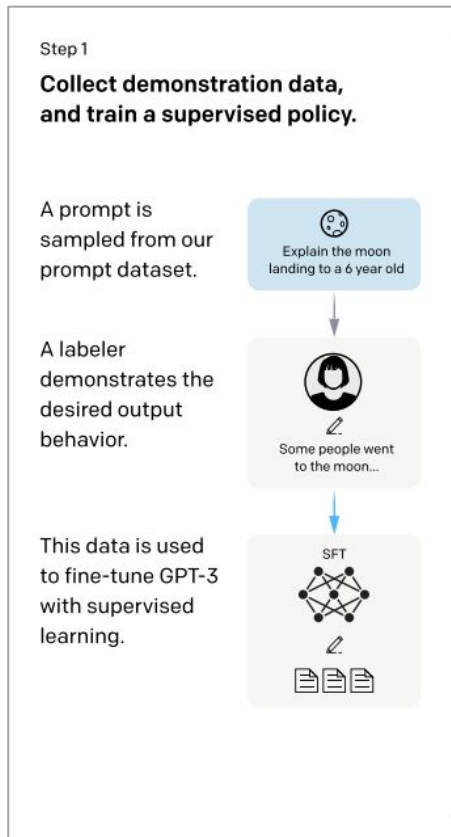 Step 1
Collect demonstration data,
and train a supervised policy.
A prompt is
sampled from our
prompt dataset.
Explain the moon
landing to a 6 year old
A labeler
demonstrates the
desired output
behavior.
Some people went
to the moon...
This data is used
to fine-tune GPT-3
with supervised
learning.
SFT